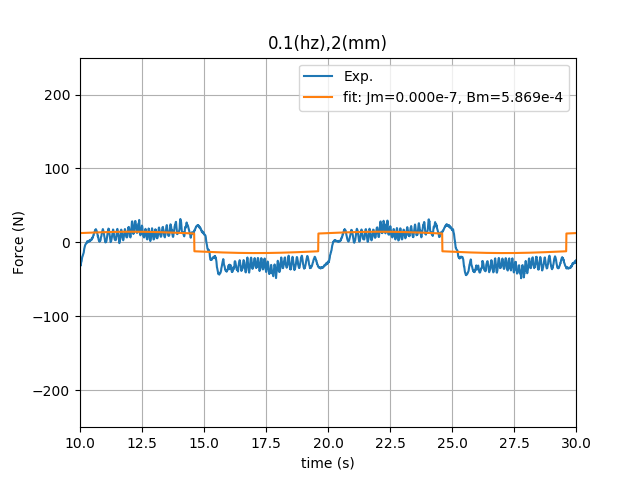 0.1(hz),2(mm)
Exp.
fit: Jm=0.000e-7, Bm=5.869e-4
200
100
0
−100
−200
Force (N)
10.0 12.5 15.0 17.5 20.0 22.5 25.0 27.5 30.0
time (s)